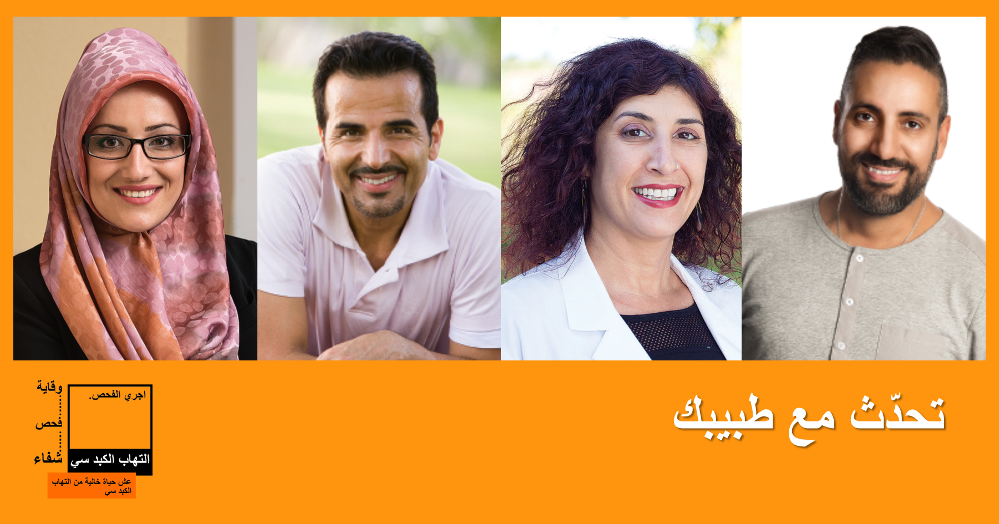 تحدّث مع طبيبك
وقاية
فحص
شفاء
اجري الفحص.
التهاب الكبد سي
عش حياة خالية من التهاب
الكبد سي